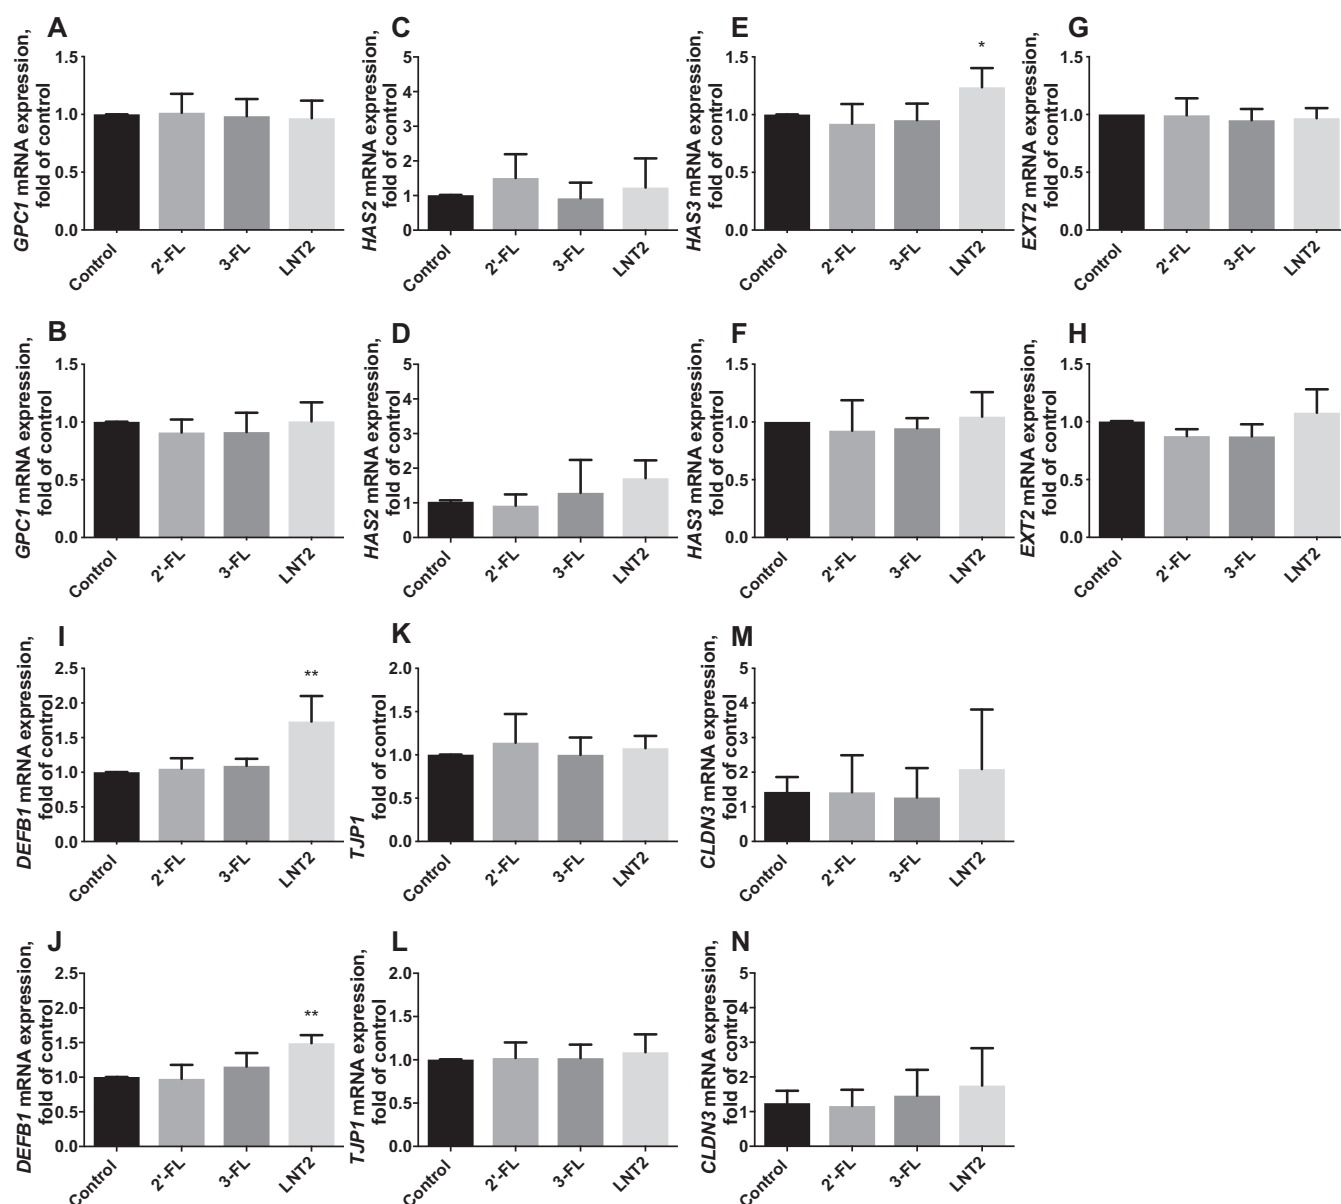 A
GPC1 mRNA expression,
fold of control
1.5
1.0
0.5
0.0
Control
2'-FL
3-FL
LNT2
C
HAS2 mRNA expression,
fold of control
5
4
3
2
1
0
Control
2'-FL
3-FL
LNT2
E
HAS3 mRNA expression,
fold of control
1.5
1.0
0.5
0.0
*
Control
2'-FL
3-FL
LNT2
G
EXT2 mRNA expression,
fold of control
1.5
1.0
0.5
0.0
Control
2'-FL
3-FL
LNT2
B
GPC1 mRNA expression,
fold of control
1.5
1.0
0.5
0.0
Control
2'-FL
3-FL
LNT2
D
HAS2 mRNA expression,
fold of control
5
4
3
2
1
0
Control
2'-FL
3-FL
LNT2
F
HAS3 mRNA expression,
fold of control
1.5
1.0
0.5
0.0
Control
2'-FL
3-FL
LNT2
H
EXT2 mRNA expression,
fold of control
1.5
1.0
0.5
0.0
Control
2'-FL
3-FL
LNT2
I
DEFB1 mRNA expression,
fold of control
2.5
2.0
1.5
1.0
0.5
0.0
**
Control
2'-FL
3-FL
LNT2
K
TJP1
fold of control
2.0
1.5
1.0
0.5
0.0
Control
2'-FL
3-FL
LNT2
M
CLDN3 mRNA expression,
fold of control
5
4
3
2
1
0
Control
2'-FL
3-FL
LNT2
J
DEFB1 mRNA expression,
fold of control
2.5
2.0
1.5
1.0
0.5
0.0
**
Control
2'-FL
3-FL
LNT2
L
TJP1 mRNA expression,
fold of control
2.0
1.5
1.0
0.5
0.0
Control
2'-FL
3-FL
LNT2
N
CLDN3 mRNA expression,
fold of control
5
4
3
2
1
0
Control
2'-FL
3-FL
LNT2